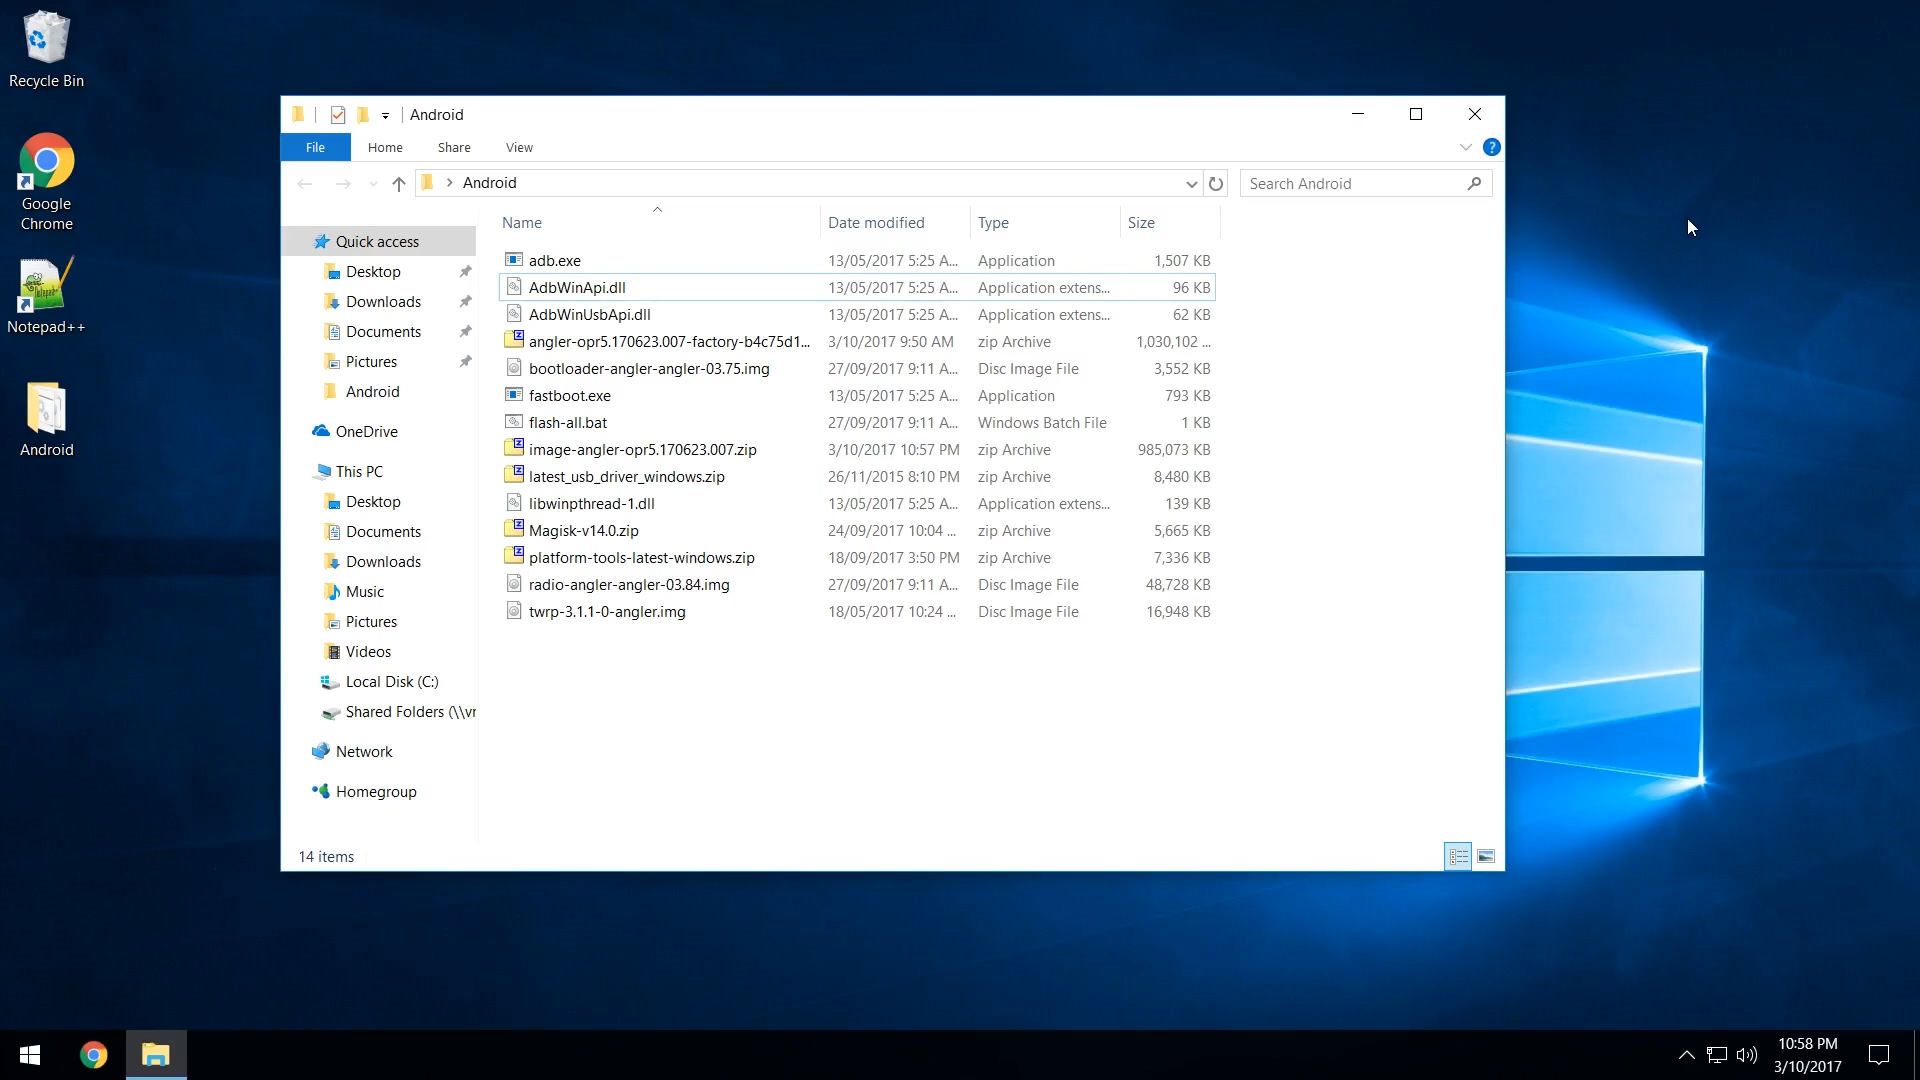 Recycle Bin
Google
Chrome
Notepad++
Android
Android
File
Home
Share
View
?
Android
Search Android
Quick access
Desktop
Downloads
Documents
Pictures
Android
OneDrive
This PC
Desktop
Documents
Downloads
Music
Pictures
Videos
Local Disk (C:)
Shared Folders (\\vr
Network
Homegroup
Name Date modified Type Size
adb.exe 13/05/2017 5:25 A... Application 1,507 KB
AdbWinApi.dll 13/05/2017 5:25 A... Application extens... 96 KB
AdbWinUsbApi.dll 13/05/2017 5:25 A... Application extens... 62 KB
angler-opr5.170623.007-factory-b4c75d1... 3/10/2017 9:50 AM zip Archive 1,030,102 ...
bootloader-angler-angler-03.75.img 27/09/2017 9:11 A... Disc Image File 3,552 KB
fastboot.exe 13/05/2017 5:25 A... Application 793 KB
flash-all.bat 27/09/2017 9:11 A... Windows Batch File 1 KB
image-angler-opr5.170623.007.zip 3/10/2017 10:57 PM zip Archive 985,073 KB
latest_usb_driver_windows.zip 26/11/2015 8:10 PM zip Archive 8,480 KB
libwinpthread-1.dll 13/05/2017 5:25 A... Application extens... 139 KB
Magisk-v14.0.zip 24/09/2017 10:04 ... zip Archive 5,665 KB
platform-tools-latest-windows.zip 18/09/2017 3:50 PM zip Archive 7,336 KB
radio-angler-angler-03.84.img 27/09/2017 9:11 A... Disc Image File 48,728 KB
twrp-3.1.1-0-angler.img 18/05/2017 10:24 ... Disc Image File 16,948 KB
14 items
10:58 PM
3/10/2017